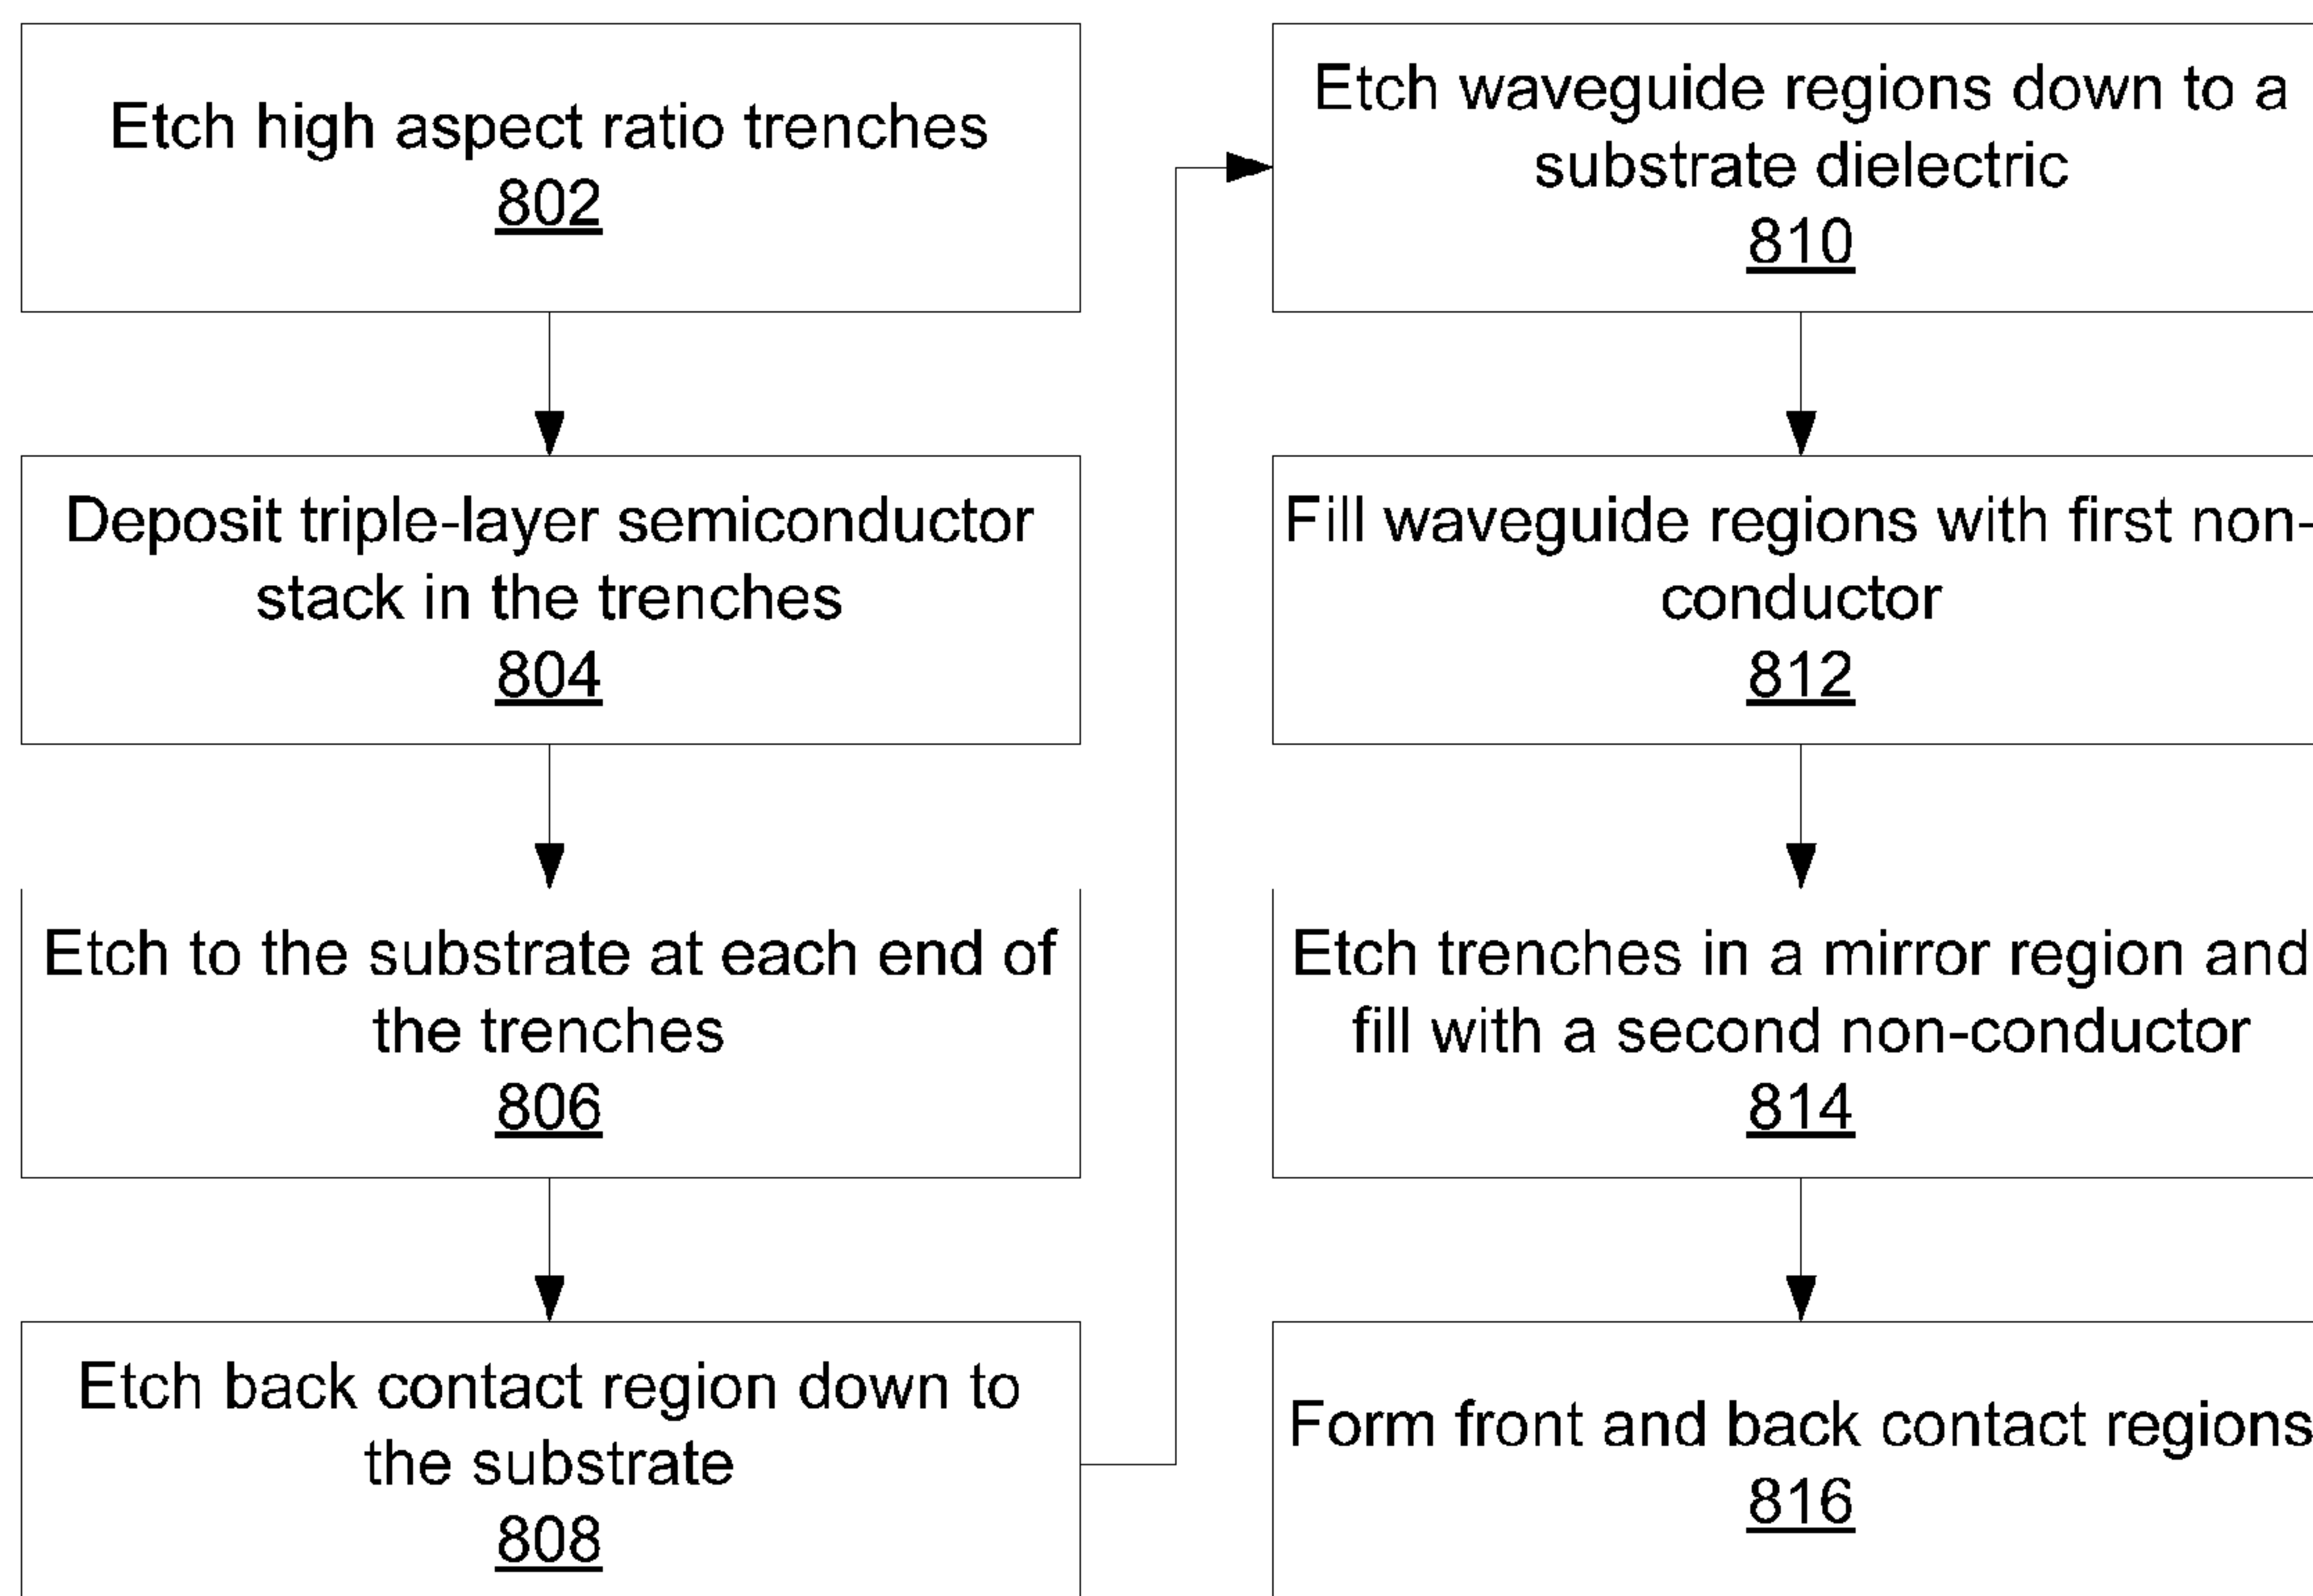 Etch high aspect ratio trenches
802
Deposit triple-layer semiconductor
stack in the trenches
804
Etch to the substrate at each end of
the trenches
806
Etch back contact region down to
the substrate
808
Etch waveguide regions down to a
substrate dielectric
810
Fill waveguide regions with first non-
conductor
812
Etch trenches in a mirror region and
fill with a second non-conductor
814
Form front and back contact regions
816